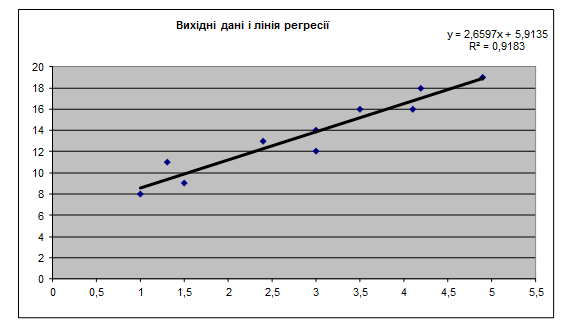 Вихідні дані і лінія регресії
y = 2,6597x + 5,9135
R² = 0,9183
20
18
16
14
12
10
8
6
4
2
0
0 0,5 1 1,5 2 2,5 3 3,5 4 4,5 5 5,5